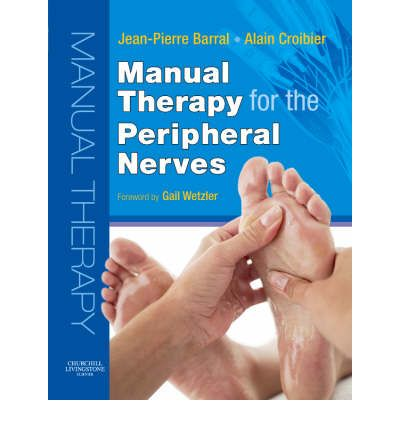 Jean-Pierre Barral • Alain Croibier
Manual
Therapy for the
Peripheral
Nerves
Foreword by Gail Wetzler
MANUAL THERAPY
CHURCHILL
LIVINGSTONE
ELSEVIER